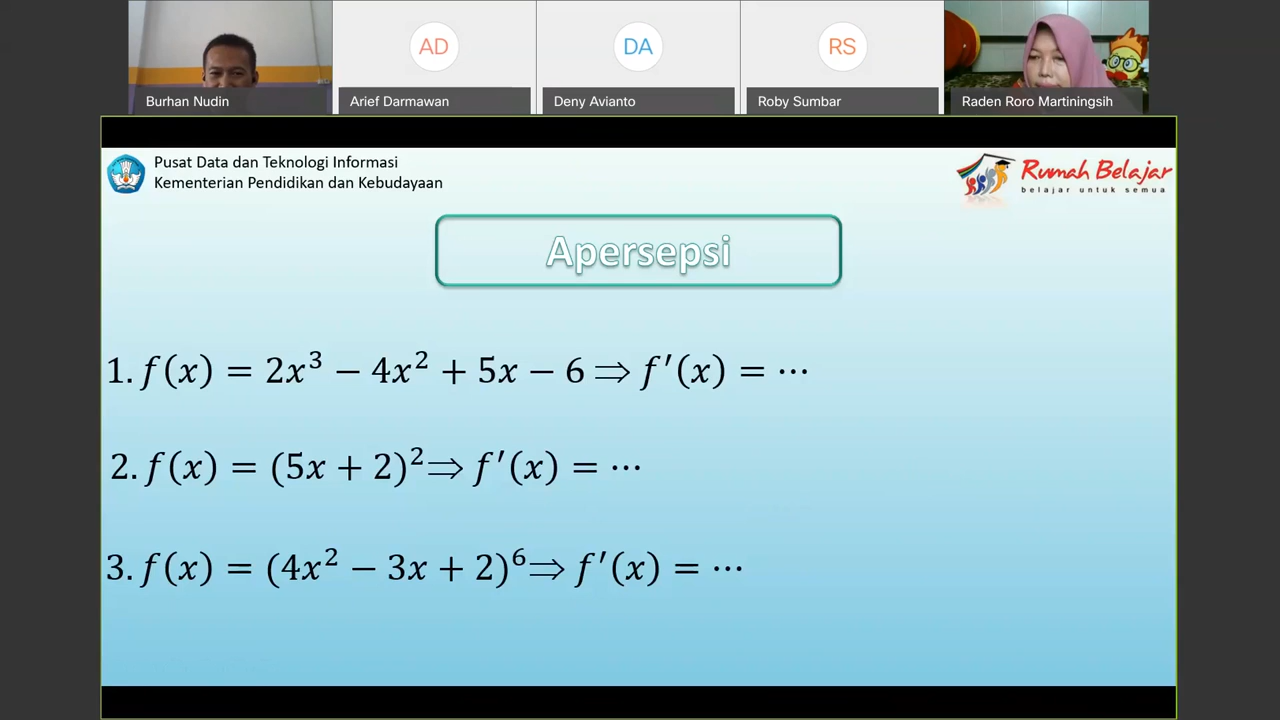 AD
DA
RS
Burhan Nudin
Arief Darmawan
Deny Avianto
Roby Sumbar
Raden Roro Martiningsih
Pusat Data dan Teknologi Informasi
Kementerian Pendidikan dan Kebudayaan
Rumah Belajar
belajar untuk semua
Apersepsi
1. f(x) = 2x³ − 4x² + 5x − 6 ⟹ f′(x) = ⋯
2. f(x) = (5x + 2)² ⟹ f′(x) = ⋯
3. f(x) = (4x² − 3x + 2)⁶ ⟹ f′(x) = ⋯